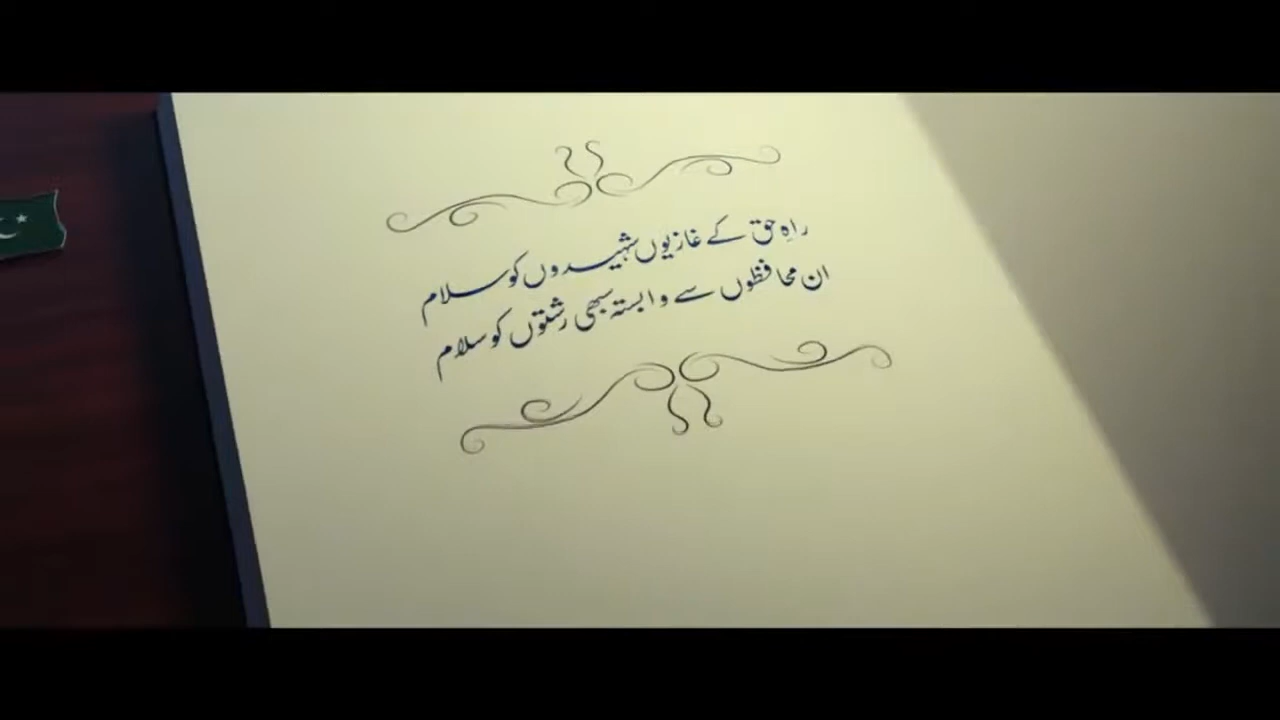 راہِ حق کے غازیوں شہیدوں کو سلام
ان محافظوں سے وابستہ سبھی رشتوں کو سلام